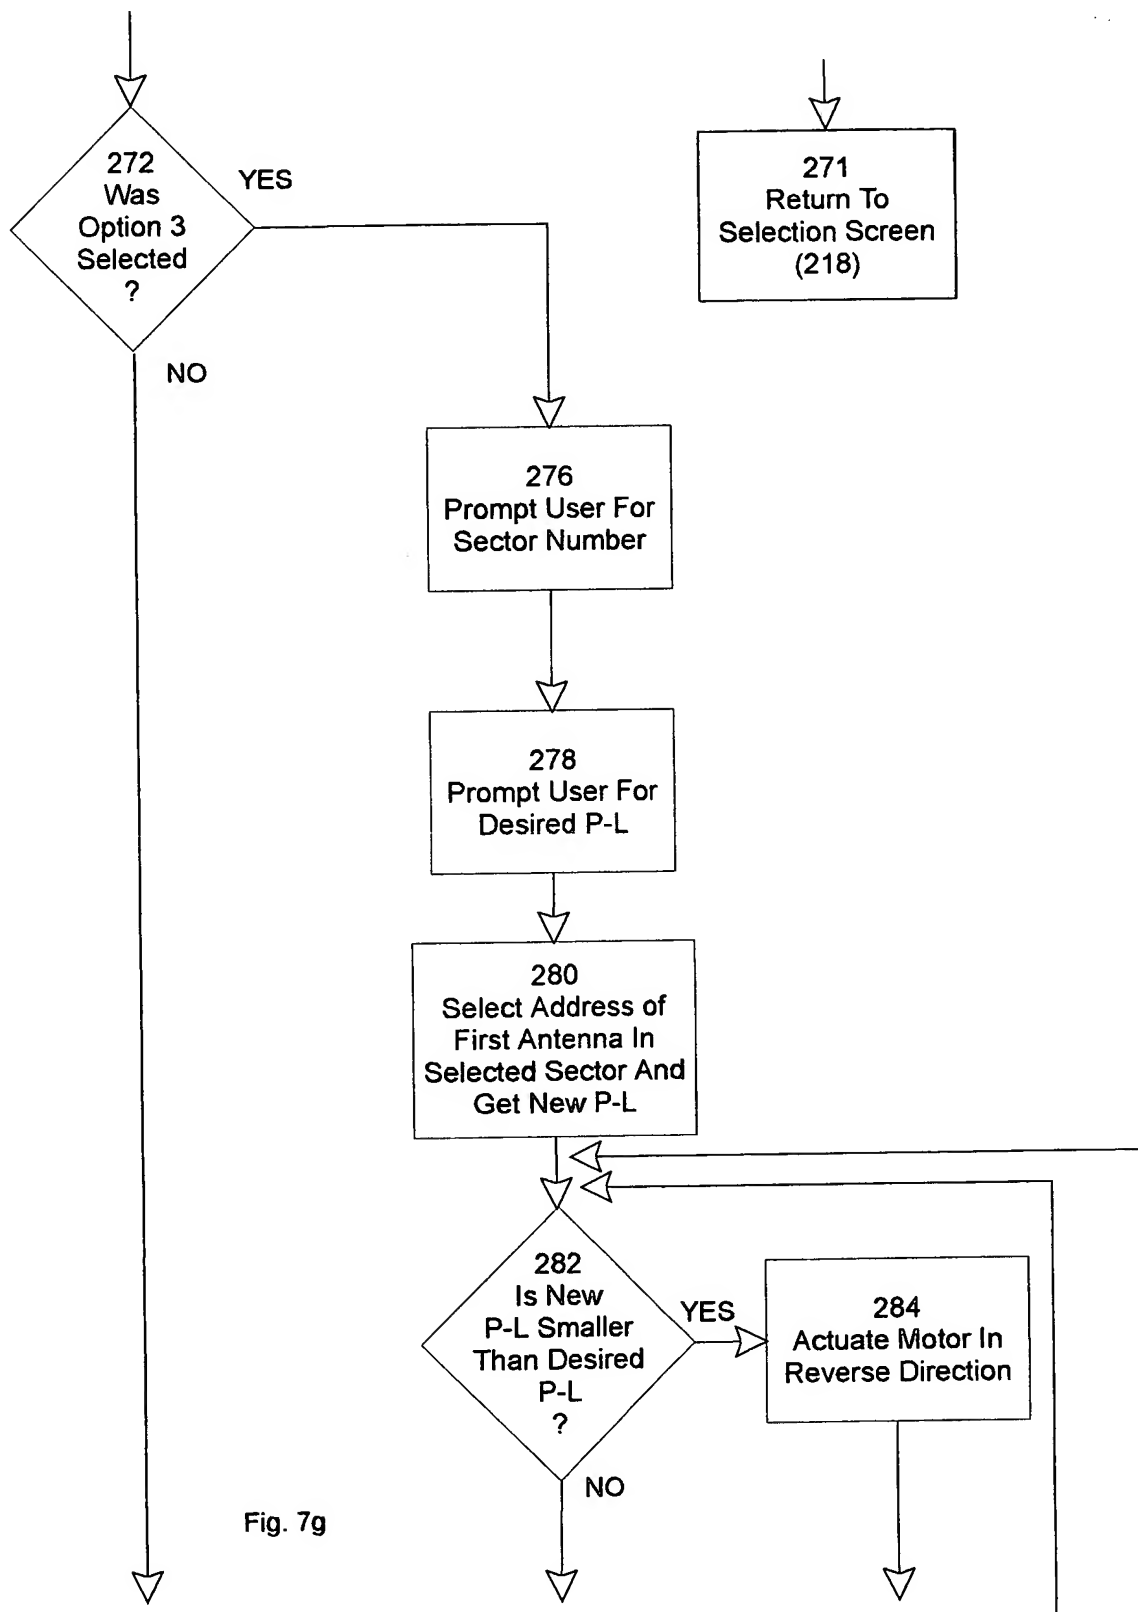 272
Was
Option 3
Selected
?
YES
NO
271
Return To
Selection Screen
(218)
276
Prompt User For
Sector Number
278
Prompt User For
Desired P-L
280
Select Address of
First Antenna In
Selected Sector And
Get New P-L
282
Is New
P-L Smaller
Than Desired
P-L
?
YES
NO
284
Actuate Motor In
Reverse Direction
Fig. 7g